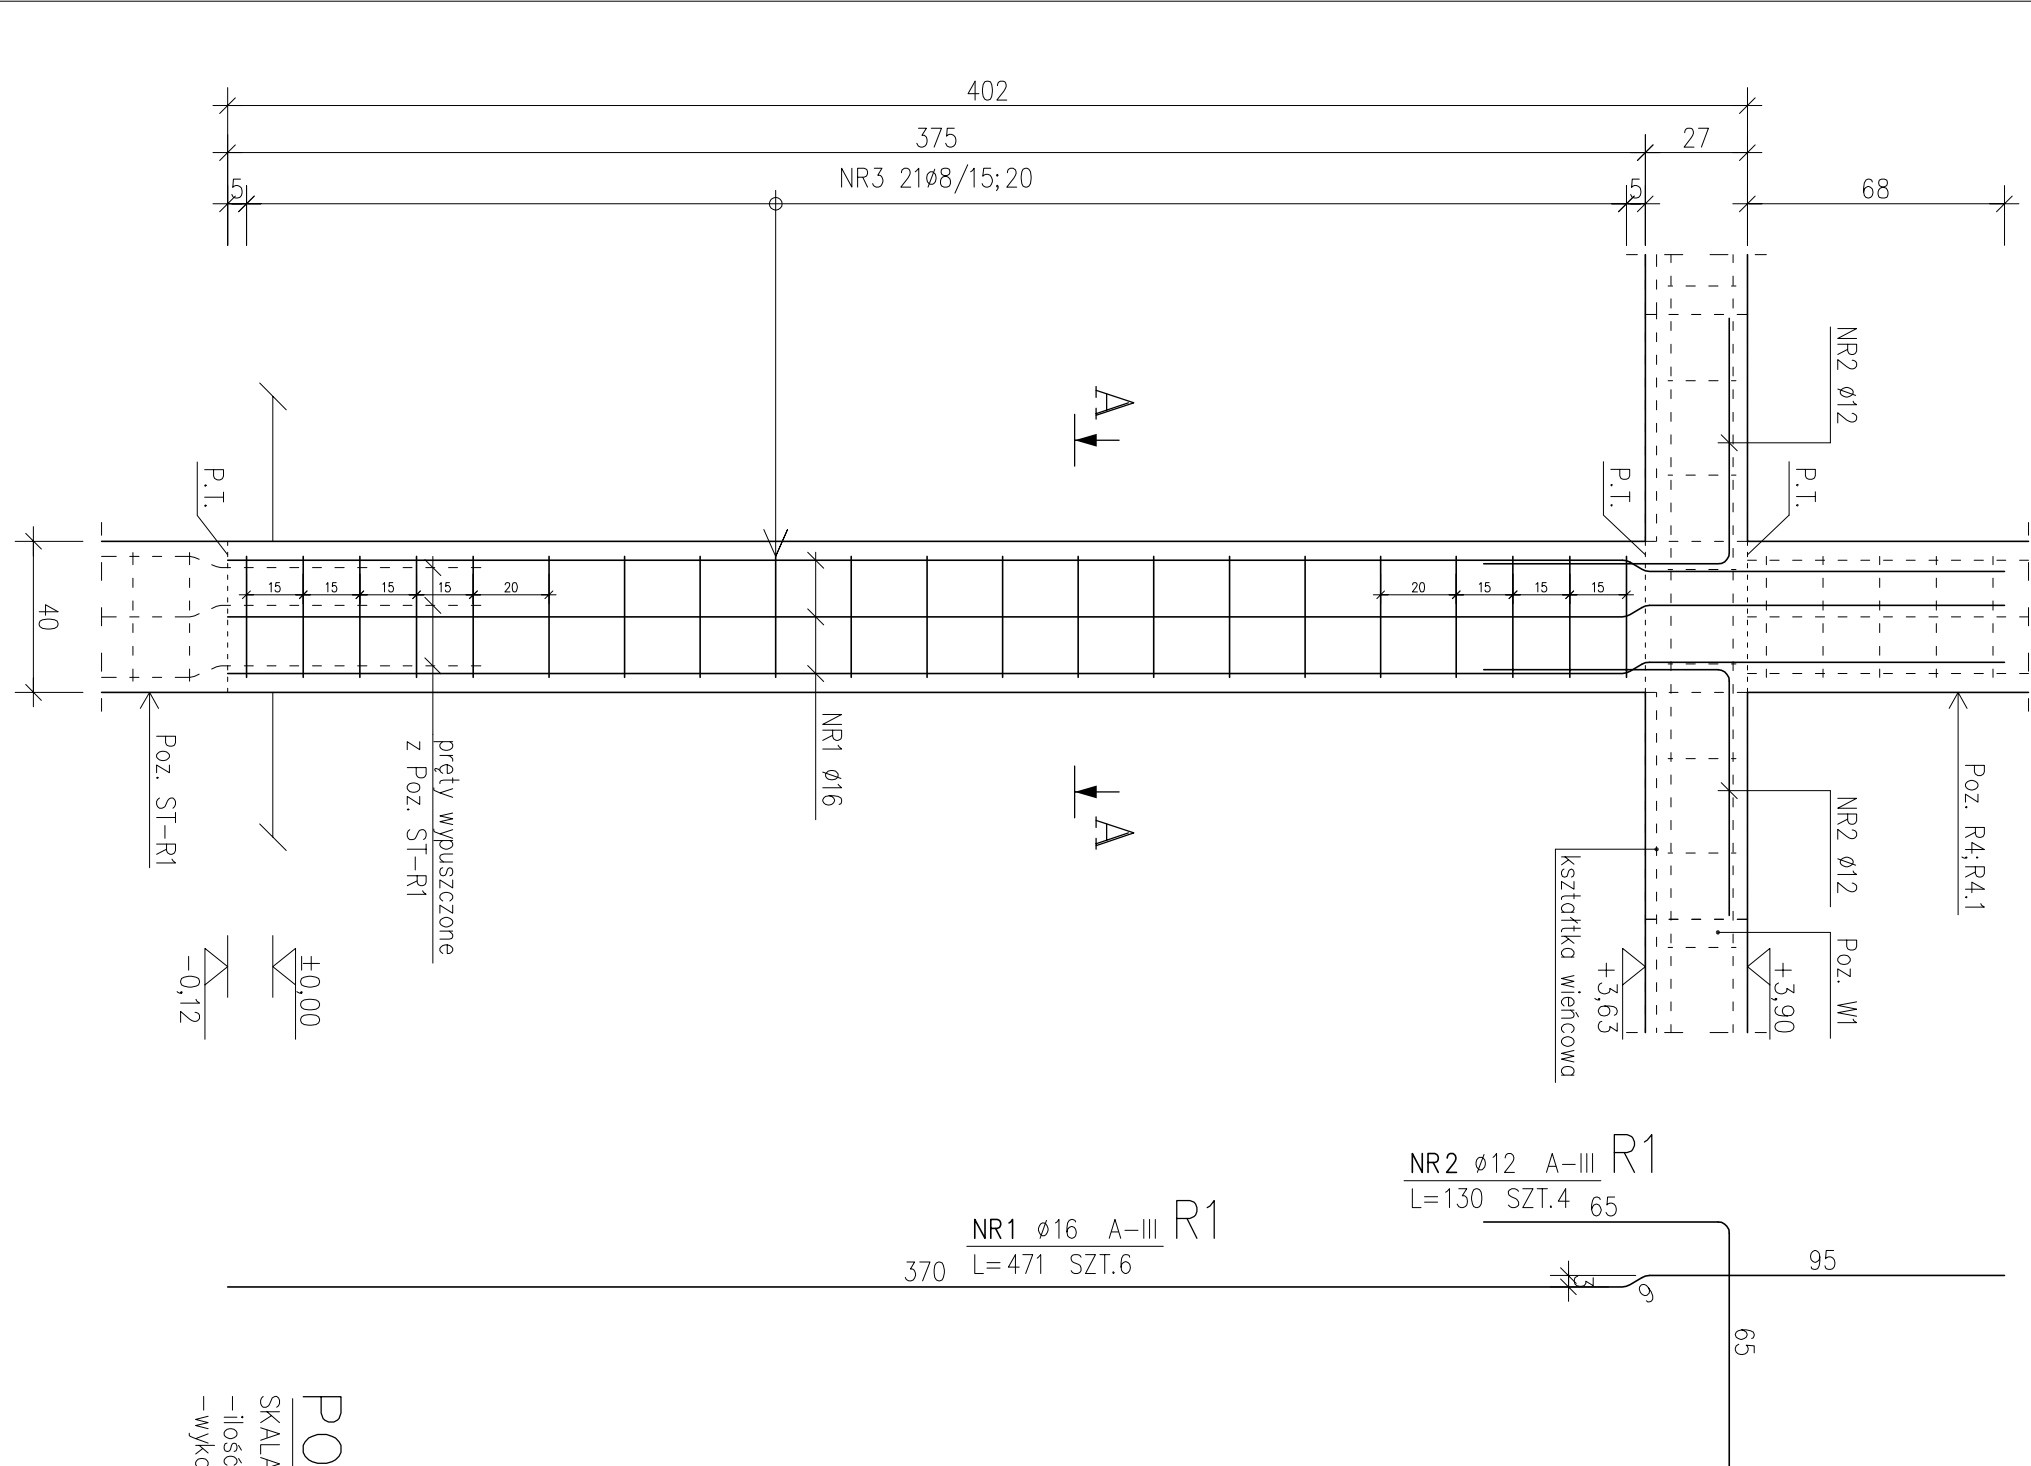 402
375
27
NR3 21ø8/15;20
5
5
68
NR2 ø12
A
P.T.
P.T.
P.T.
15
15
15
15
20
20
15
15
15
40
NR1 ø16
A
Poz. ST-R1
pręty wypuszczone
z Poz. ST-R1
Poz. R4;R4.1
NR2 ø12
kształtka wieńcowa
Poz. W1
-0,12
±0,00
+3,63
+3,90
NR2 ø12 A-III R1
L=130 SZT.4
65
NR1 ø16 A-III R1
L=471 SZT.6
370
3
6
95
65
PO
SKALA
-ilość